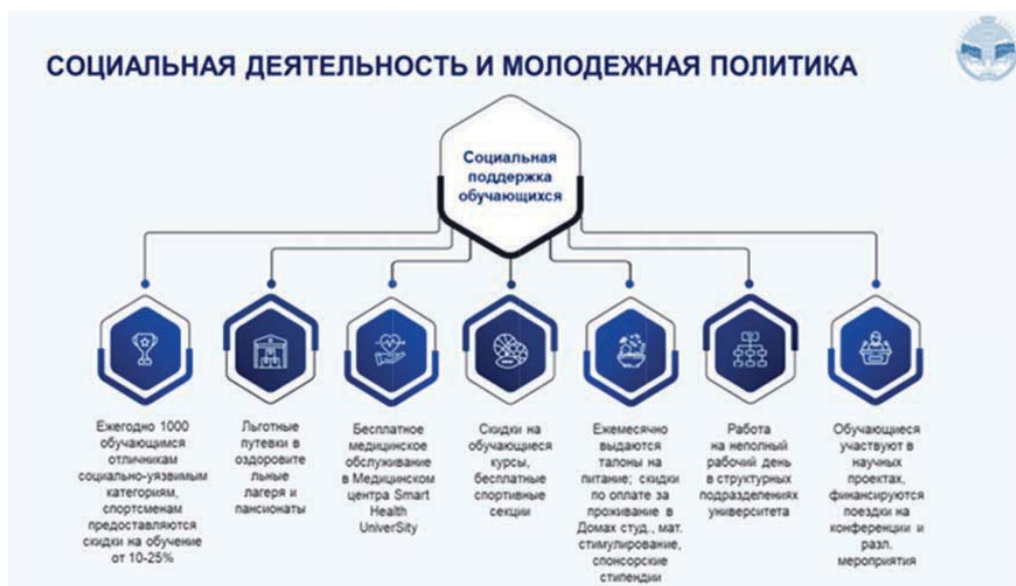 СОЦИАЛЬНАЯ ДЕЯТЕЛЬНОСТЬ И МОЛОДЕЖНАЯ ПОЛИТИКА
Социальная
поддержка
обучающихся
Ежегодно 1000
обучающимся
отличникам
социально-уязвимым
категориям,
спортсменам
предоставляются
скидки на обучение
от 10-25%
Льготные
путевки в
оздоровите
льные
лагеря и
пансионаты
Бесплатное
медицинское
обслуживание
в Медицинском
центра Smart
Health
UniverSity
Скидки на
обучающиеся
курсы,
бесплатные
спортивные
секции
Ежемесячно
выдаются
талоны на
питание; скидки
по оплате за
проживание в
Домах студ., мат.
стимулирование,
спонсорские
стипендии
Работа
на неполный
рабочий день
в структурных
подразделениях
университета
Обучающиеся
участвуют в
научных
проектах,
финансируются
поездки на
конференции и
разл.
мероприятия